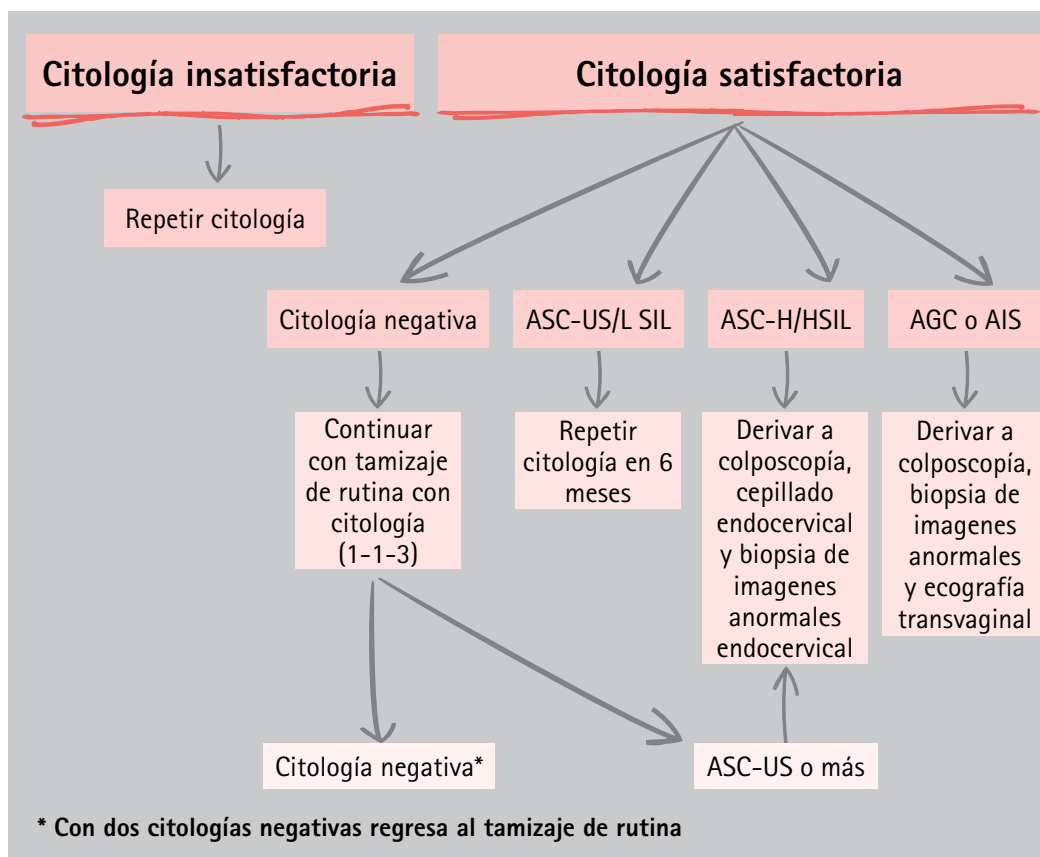 Citología insatisfactoria
Citología satisfactoria
Repetir citología
Citología negativa
ASC-US/L SIL
ASC-H/HSIL
AGC o AIS
Continuar
con tamizaje
de rutina con
citología
(1-1-3)
Repetir
citología en 6
meses
Derivar a
colposcopía,
cepillado
endocervical
y biopsia de
imagenes
anormales
endocervical
Derivar a
colposcopía,
biopsia de
imagenes
anormales
y ecografía
transvaginal
Citología negativa*
ASC-US o más
* Con dos citologías negativas regresa al tamizaje de rutina